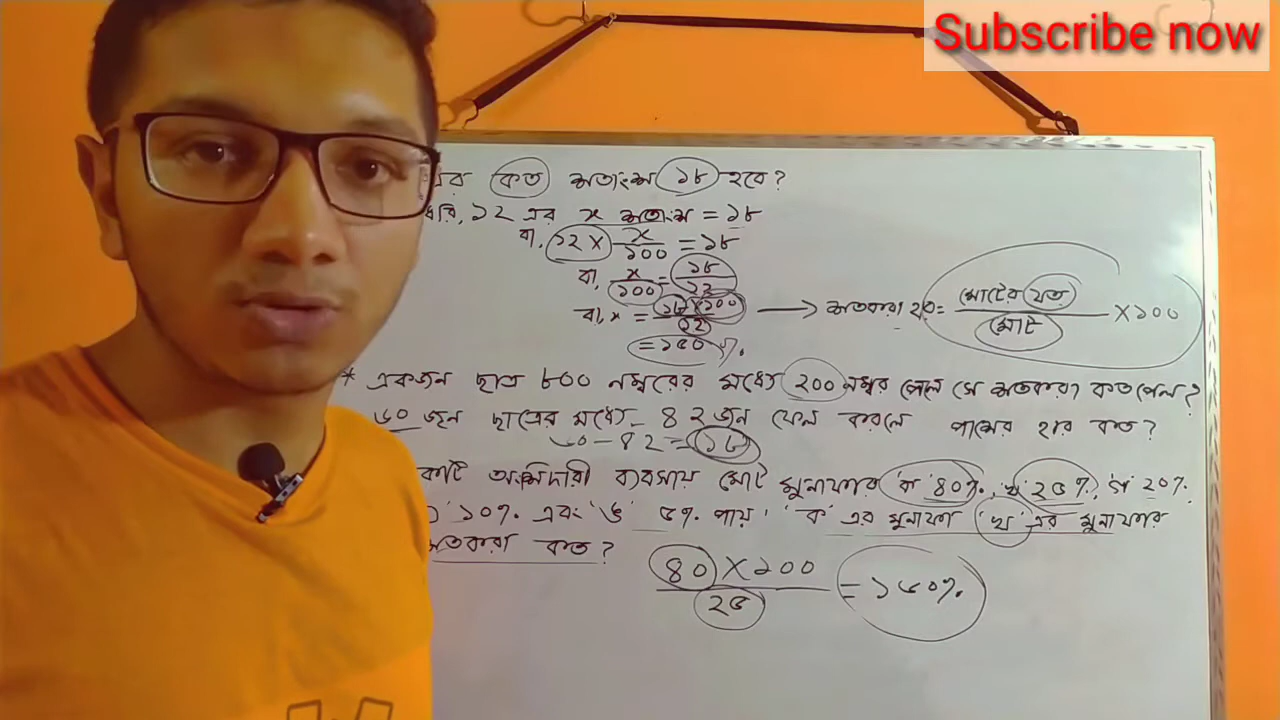 Subscribe now
এর কত শতাংশ ১৮ হবে?
ধরি, ১২ এর x শতাংশ = ১৮
বা, ১২ × x/১০০ = ১৮
বা, x/১০০ = ১৮/১২
বা, x = ১৮×১০০/১২ → শতকরা হার = মোটের যত/মোট × ১০০
= ১৫০%
* একজন ছাত্র ৮০০ নম্বরের মধ্যে ২০০ নম্বর পেলে সে শতকরা কত পেল?
৬০ জন ছাত্রের মধ্যে ৪২ জন ফেল করলে পাসের হার কত?
৬০-৪২=১৮
অংশিদারী ব্যবসায় মোট মুনাফার 'ক' ৪০%, 'খ' ২৫%, 'গ' ২০%
১০% এবং 'ঙ' ৫% পায়। 'ক' এর মুনাফা 'খ' এর মুনাফার
শতকরা কত?
৪০×১০০/২৫ = ১৬০%